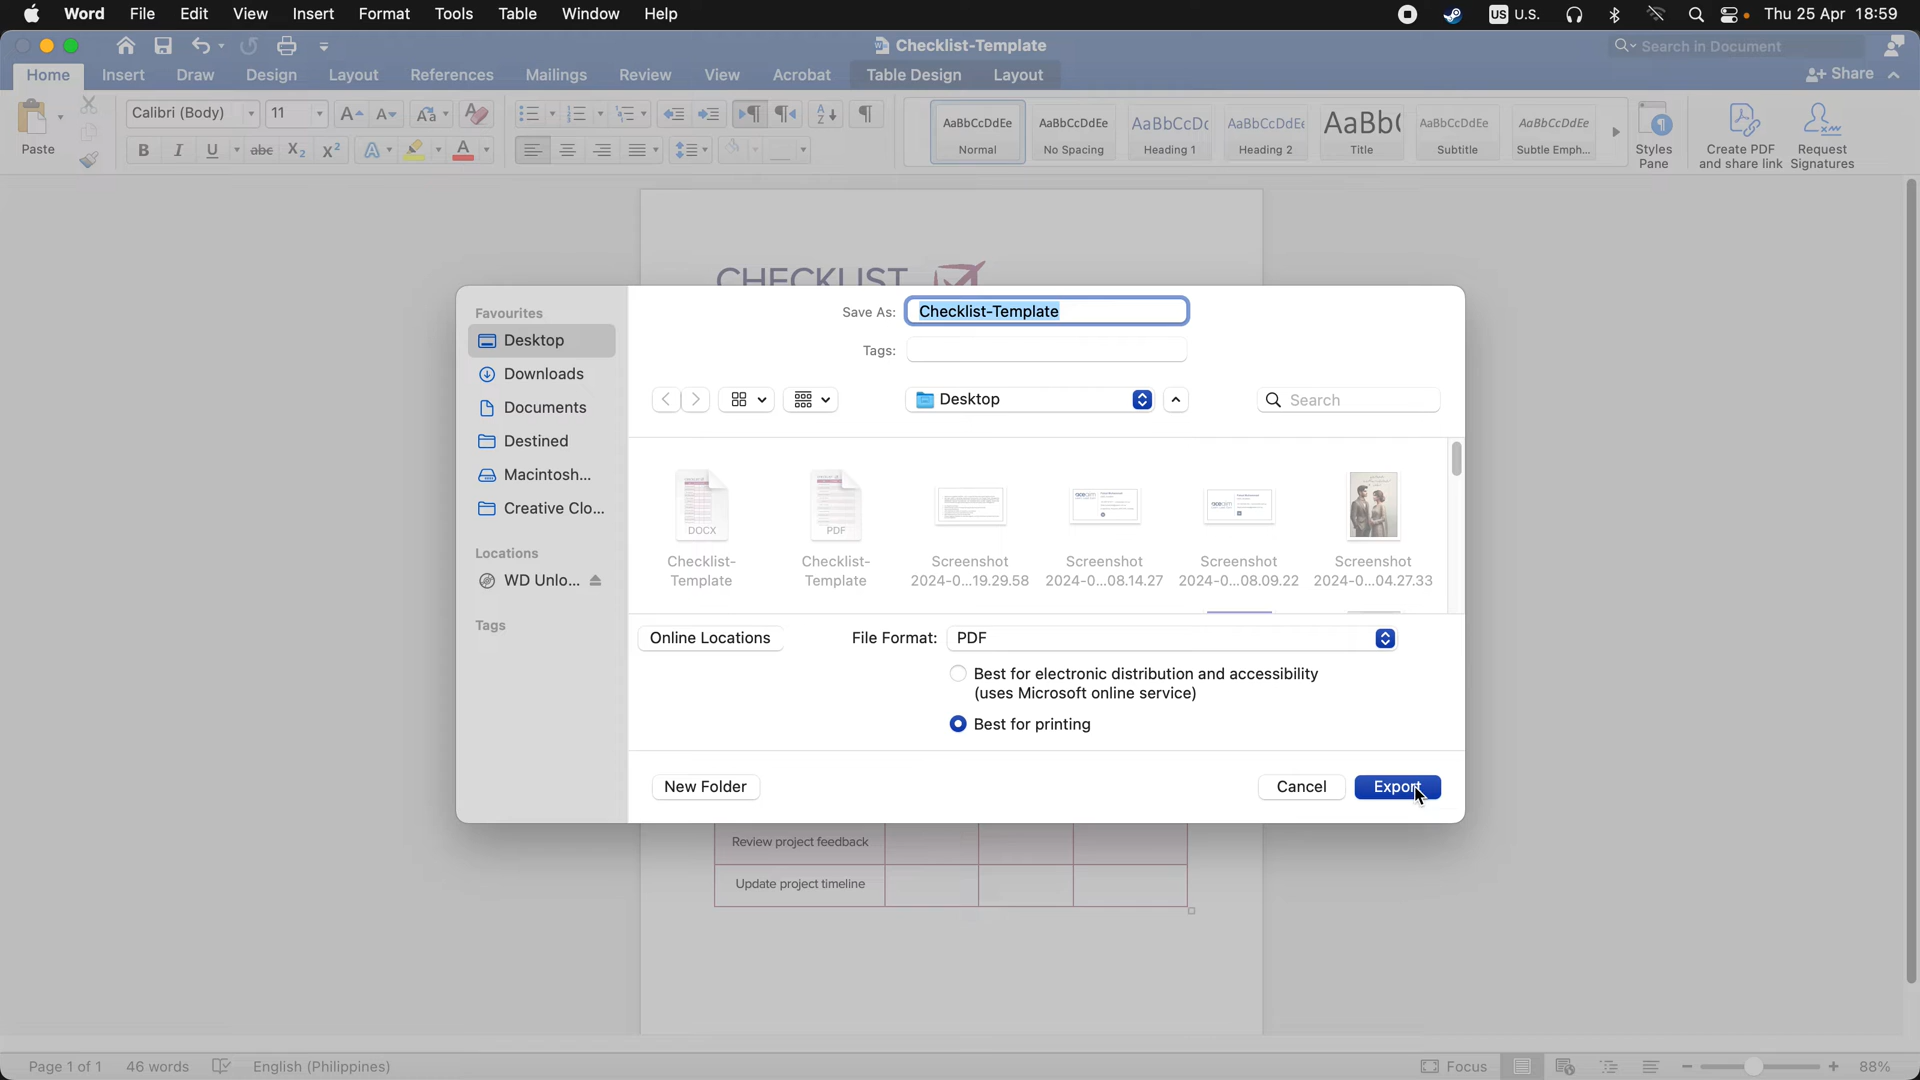 Word File Edit View Insert Format Tools Table Window Help US U.S. Thu 25 Apr 18:59
Checklist-Template
Search in Document
Home Insert Draw Design Layout References Mailings Review View Acrobat Table Design Layout Share
Paste
Calibri (Body) 11
B I U abc X₂ X²
AaBbCcDdEe
Normal
AaBbCcDdEe
No Spacing
AaBbCcDc
Heading 1
AaBbCcDdEe
Heading 2
AaBb(
Title
AaBbCcDdEe
Subtitle
AaBbCcDdEe
Subtle Emph...
Styles
Pane
Create PDF
and share link
Request
Signatures
CHECKLIST
Favourites
Desktop
Downloads
Documents
Destined
Macintosh...
Creative Clo...
Locations
WD Unlo...
Tags
Save As: Checklist-Template
Tags:
Desktop
Search
DOCX
Checklist-
Template
PDF
Checklist-
Template
Screenshot
2024-0...19.29.58
Screenshot
2024-0...08.14.27
Screenshot
2024-0...08.09.22
Screenshot
2024-0...04.27.33
Online Locations
File Format: PDF
Best for electronic distribution and accessibility
(uses Microsoft online service)
Best for printing
New Folder
Cancel
Export
Review project feedback
Update project timeline
Page 1 of 1 46 words English (Philippines) Focus 88%